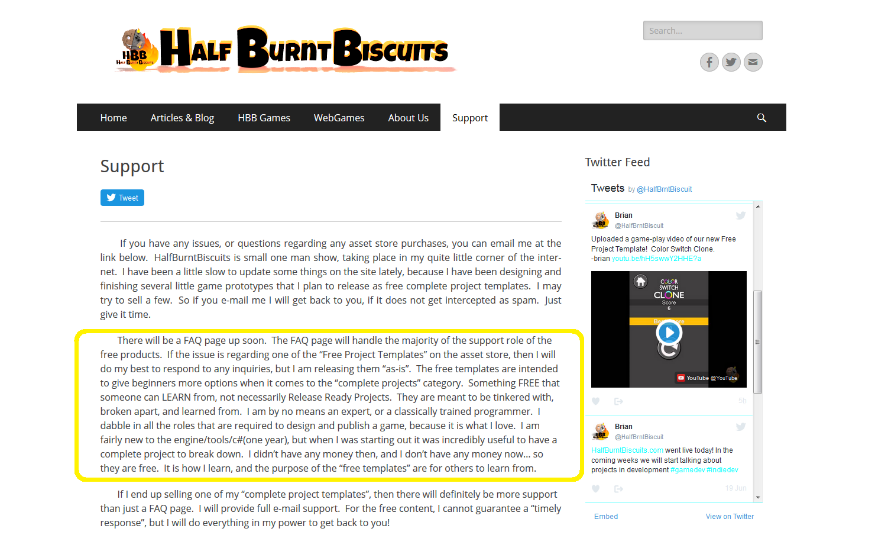 HBB
HALF BURNT BISCUITS
Search...
Home Articles & Blog HBB Games WebGames About Us Support
Support
Tweet
If you have any issues, or questions regarding any asset store purchases, you can email me at the
link below. HalfBurntBiscuits is small one man show, taking place in my quite little corner of the inter-
net. I have been a little slow to update some things on the site lately, because I have been designing and
finishing several little game prototypes that I plan to release as free complete project templates. I may
try to sell a few. So if you e-mail me I will get back to you, if it does not get intercepted as spam. Just
give it time.
There will be a FAQ page up soon. The FAQ page will handle the majority of the support role of the
free products. If the issue is regarding one of the “Free Project Templates” on the asset store, then I will
do my best to respond to any inquiries, but I am releasing them “as-is”. The free templates are intended
to give beginners more options when it comes to the “complete projects” category. Something FREE that
someone can LEARN from, not necessarily Release Ready Projects. They are meant to be tinkered with,
broken apart, and learned from. I am by no means an expert, or a classically trained programmer. I
dabble in all the roles that are required to design and publish a game, because it is what I love. I am
fairly new to the engine/tools/c#(one year), but when I was starting out it was incredibly useful to have a
complete project to break down. I didn’t have any money then, and I don’t have any money now… so
they are free. It is how I learn, and the purpose of the “free templates” are for others to learn from.
If I end up selling one of my “complete project templates”, then there will definitely be more support
than just a FAQ page. I will provide full e-mail support. For the free content, I cannot guarantee a “timely
response”, but I will do everything in my power to get back to you!
Twitter Feed
Tweets by @HalfBrntBiscuit
Brian
@HalfBrntBiscuit
Uploaded a game-play video of our new Free
Project Template! Color Switch Clone.
-brian
COLOR
SWITCH
CLONE
Score
6
YouTube @YouTube
Brian
@HalfBrntBiscuit
HalfBurntBiscuits.com went live today! In the
coming weeks we will start talking about
projects in development #gamedev #indiedev
Embed View on Twitter